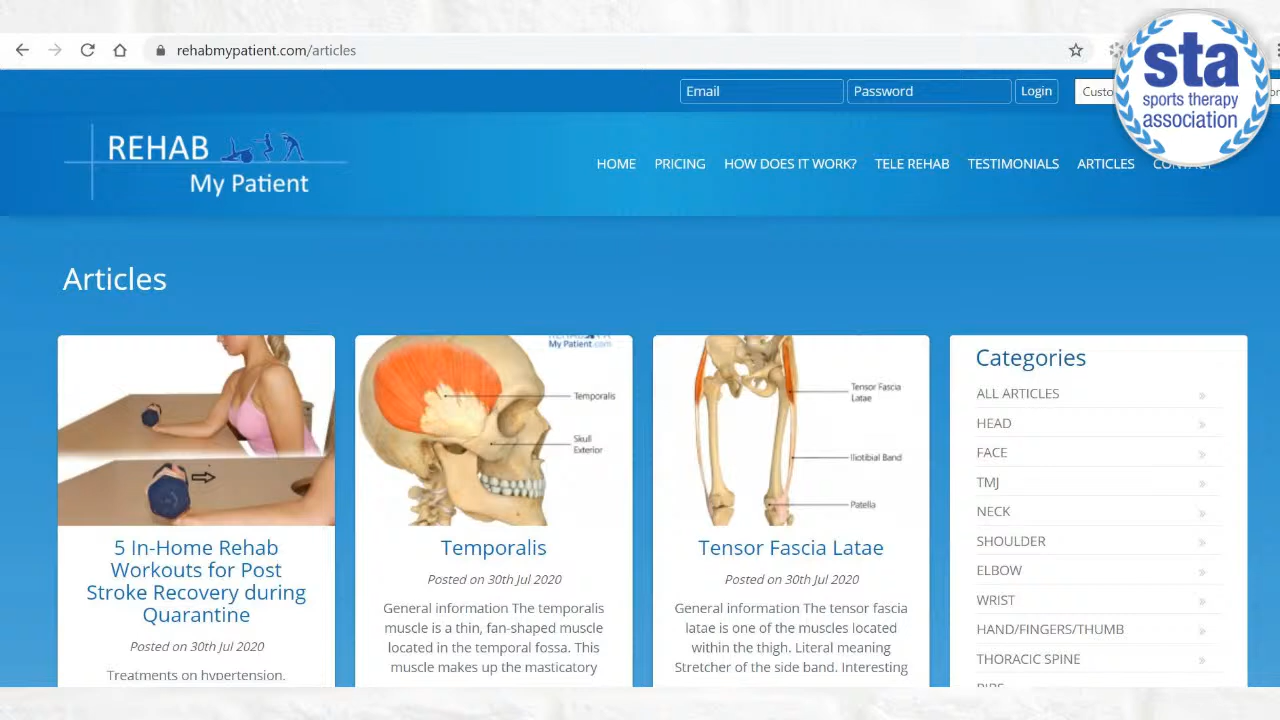 rehabmypatient.com/articles
sta
sports therapy
association
Email
Password
Login
Custo
REHAB
My Patient
HOME
PRICING
HOW DOES IT WORK?
TELE REHAB
TESTIMONIALS
ARTICLES
CONTACT
Articles
My Patient.com
Temporalis
Skull
Exterior
Tensor Fascia
Latae
Iliotibial Band
Patella
5 In-Home Rehab
Workouts for Post
Stroke Recovery during
Quarantine
Posted on 30th Jul 2020
Treatments on hypertension.
Temporalis
Posted on 30th Jul 2020
General information The temporalis
muscle is a thin, fan-shaped muscle
located in the temporal fossa. This
muscle makes up the masticatory
Tensor Fascia Latae
Posted on 30th Jul 2020
General information The tensor fascia
latae is one of the muscles located
within the thigh. Literal meaning
Stretcher of the side band. Interesting
Categories
ALL ARTICLES
HEAD
FACE
TMJ
NECK
SHOULDER
ELBOW
WRIST
HAND/FINGERS/THUMB
THORACIC SPINE
RIBS